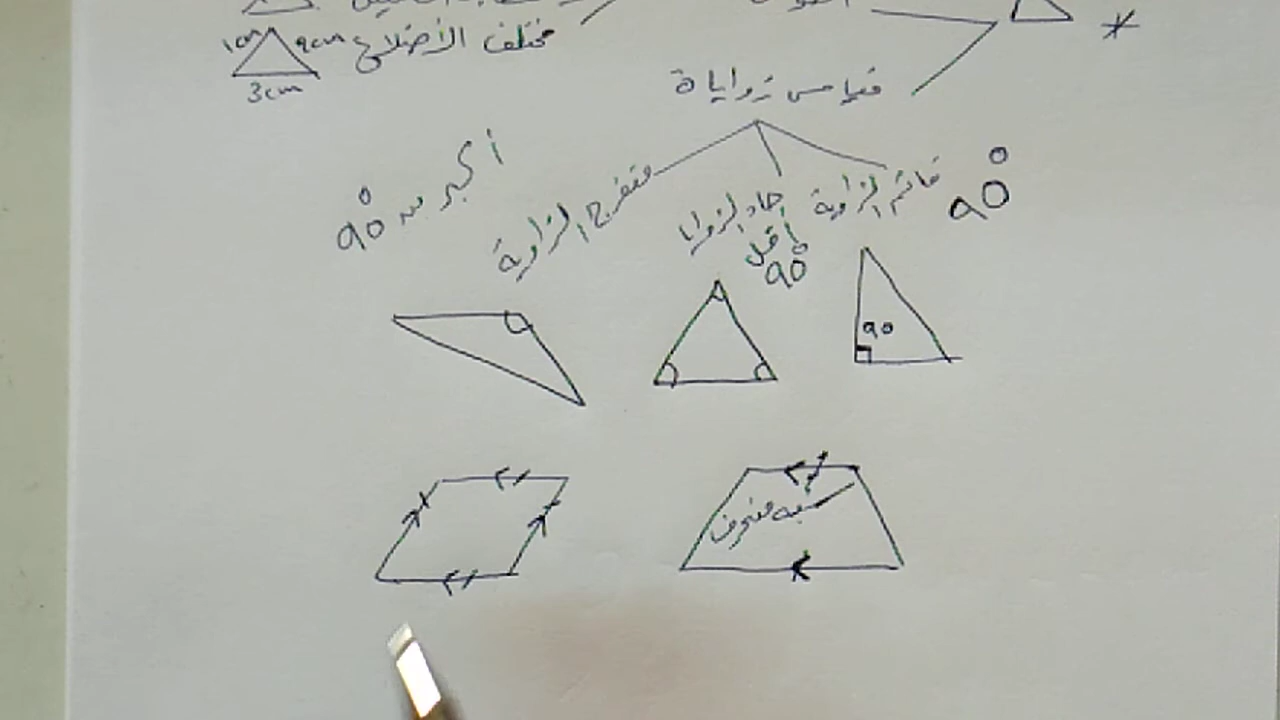 1cm 9cm مختلف الأضلاع
3cm
قياس زواياة
قائم الزاوية 90°
حاد الزوايا
أقل
90°
منفرج الزاوية
أكبر من 90°
90
شبه منحرف